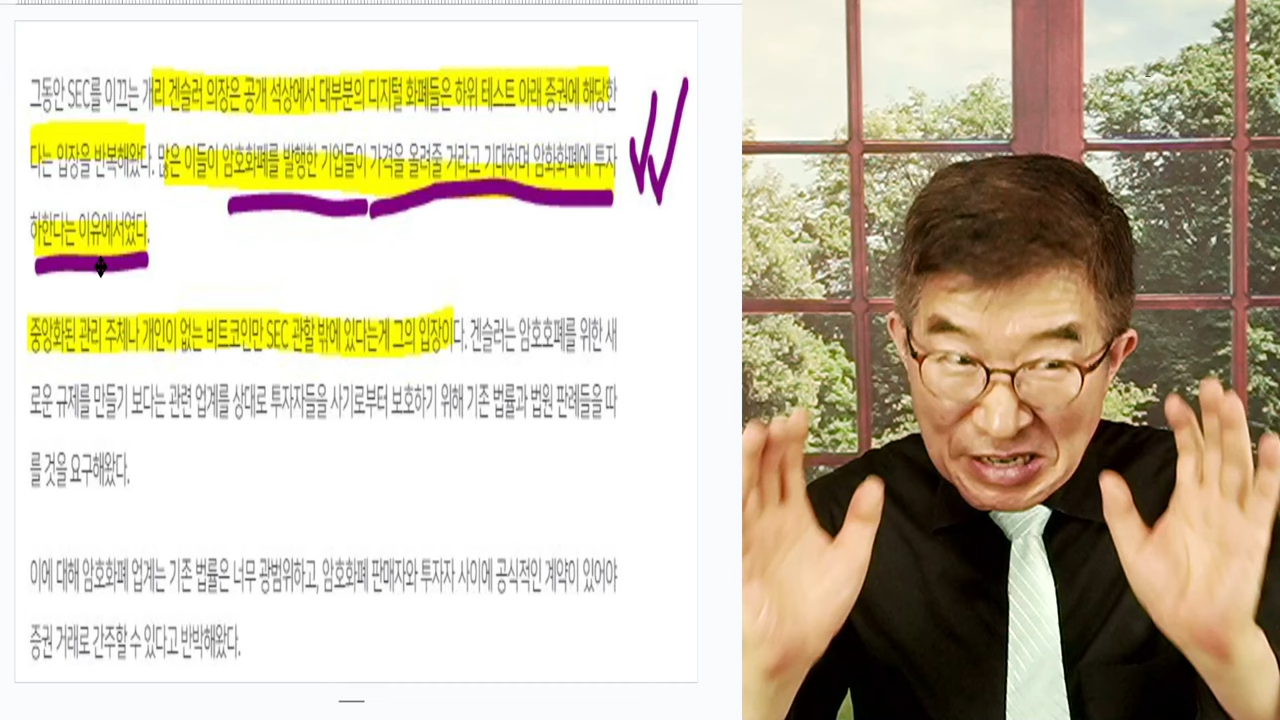 그동안 SEC를 이끄는 개리 겐슬러 의장은 공개 석상에서 대부분의 디지털 화폐들은 하위 테스트 아래 증권에 해당한
다는 입장을 반복해왔다. 많은 이들이 암호화폐를 발행한 기업들이 가격을 올려줄 거라고 기대하며 암화화폐에 투자
하한다는 이유에서였다.
중앙화된 관리 주체나 개인이 없는 비트코인만 SEC 관할 밖에 있다는게 그의 입장이다. 겐슬러는 암호호폐를 위한 새
로운 규제를 만들기 보다는 관련 업계를 상대로 투자자들을 사기로부터 보호하기 위해 기존 법률과 법원 판례들을 따
를 것을 요구해왔다.
이에 대해 암호화폐 업계는 기존 법률은 너무 광범위하고, 암호화폐 판매자와 투자자 사이에 공식적인 계약이 있어야
증권 거래로 간주할 수 있다고 반박해왔다.